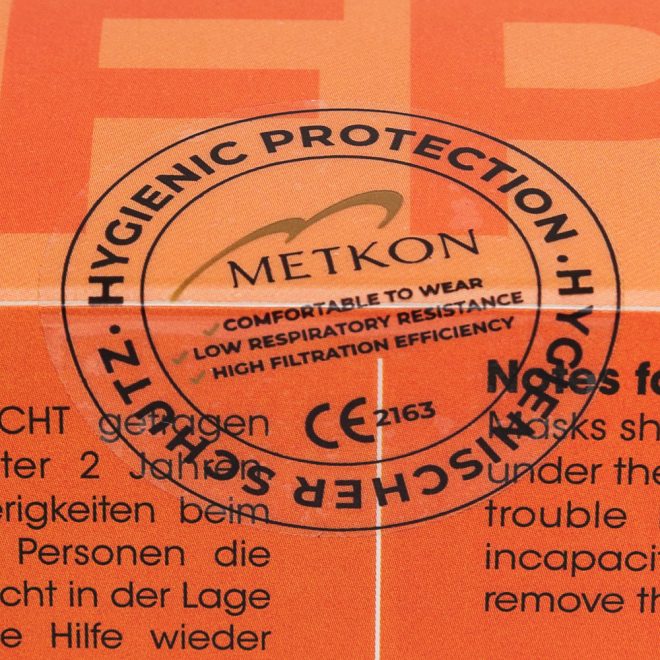 HYGIENIC PROTECTION · HYGENISCHER SCHUTZ ·
METKON
COMFORTABLE TO WEAR
LOW RESPIRATORY RESISTANCE
HIGH FILTRATION EFFICIENCY
CE 2163
CHT getragen
ter 2 Jahren
erigkeiten beim
Personen die
cht in der Lage
e Hilfe wieder
Notes fo
Masks sh
under the
trouble
incapacit
remove th